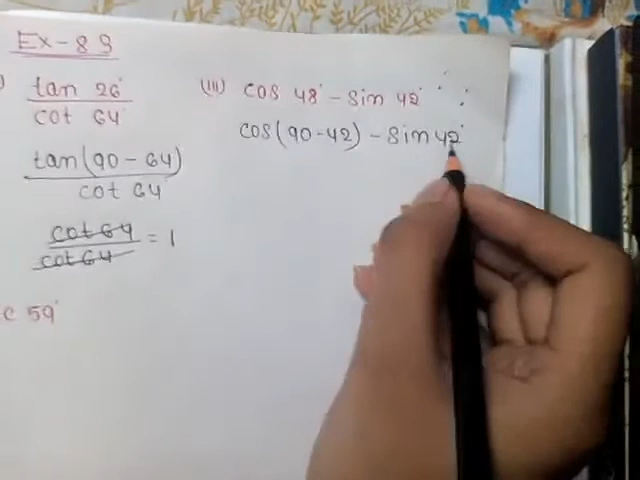 Ex-8 3
tan 26°
cot 64°
tan(90-64)
cot 64
cot 64 = 1
cot 64
c 59°
(iii) cos 48° - sin 42°
cos(90-42) - sin 42°